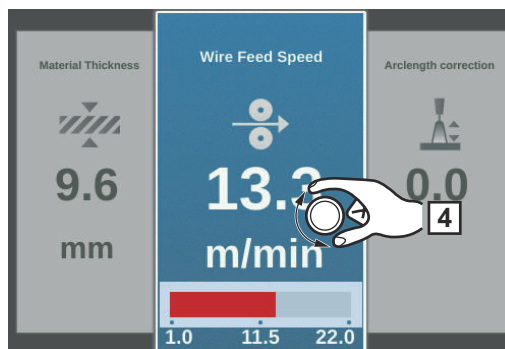 Material Thickness
9.6
mm
Wire Feed Speed
13.3
m/min
1.0 11.5 22.0
Arclength correction
0.0
4